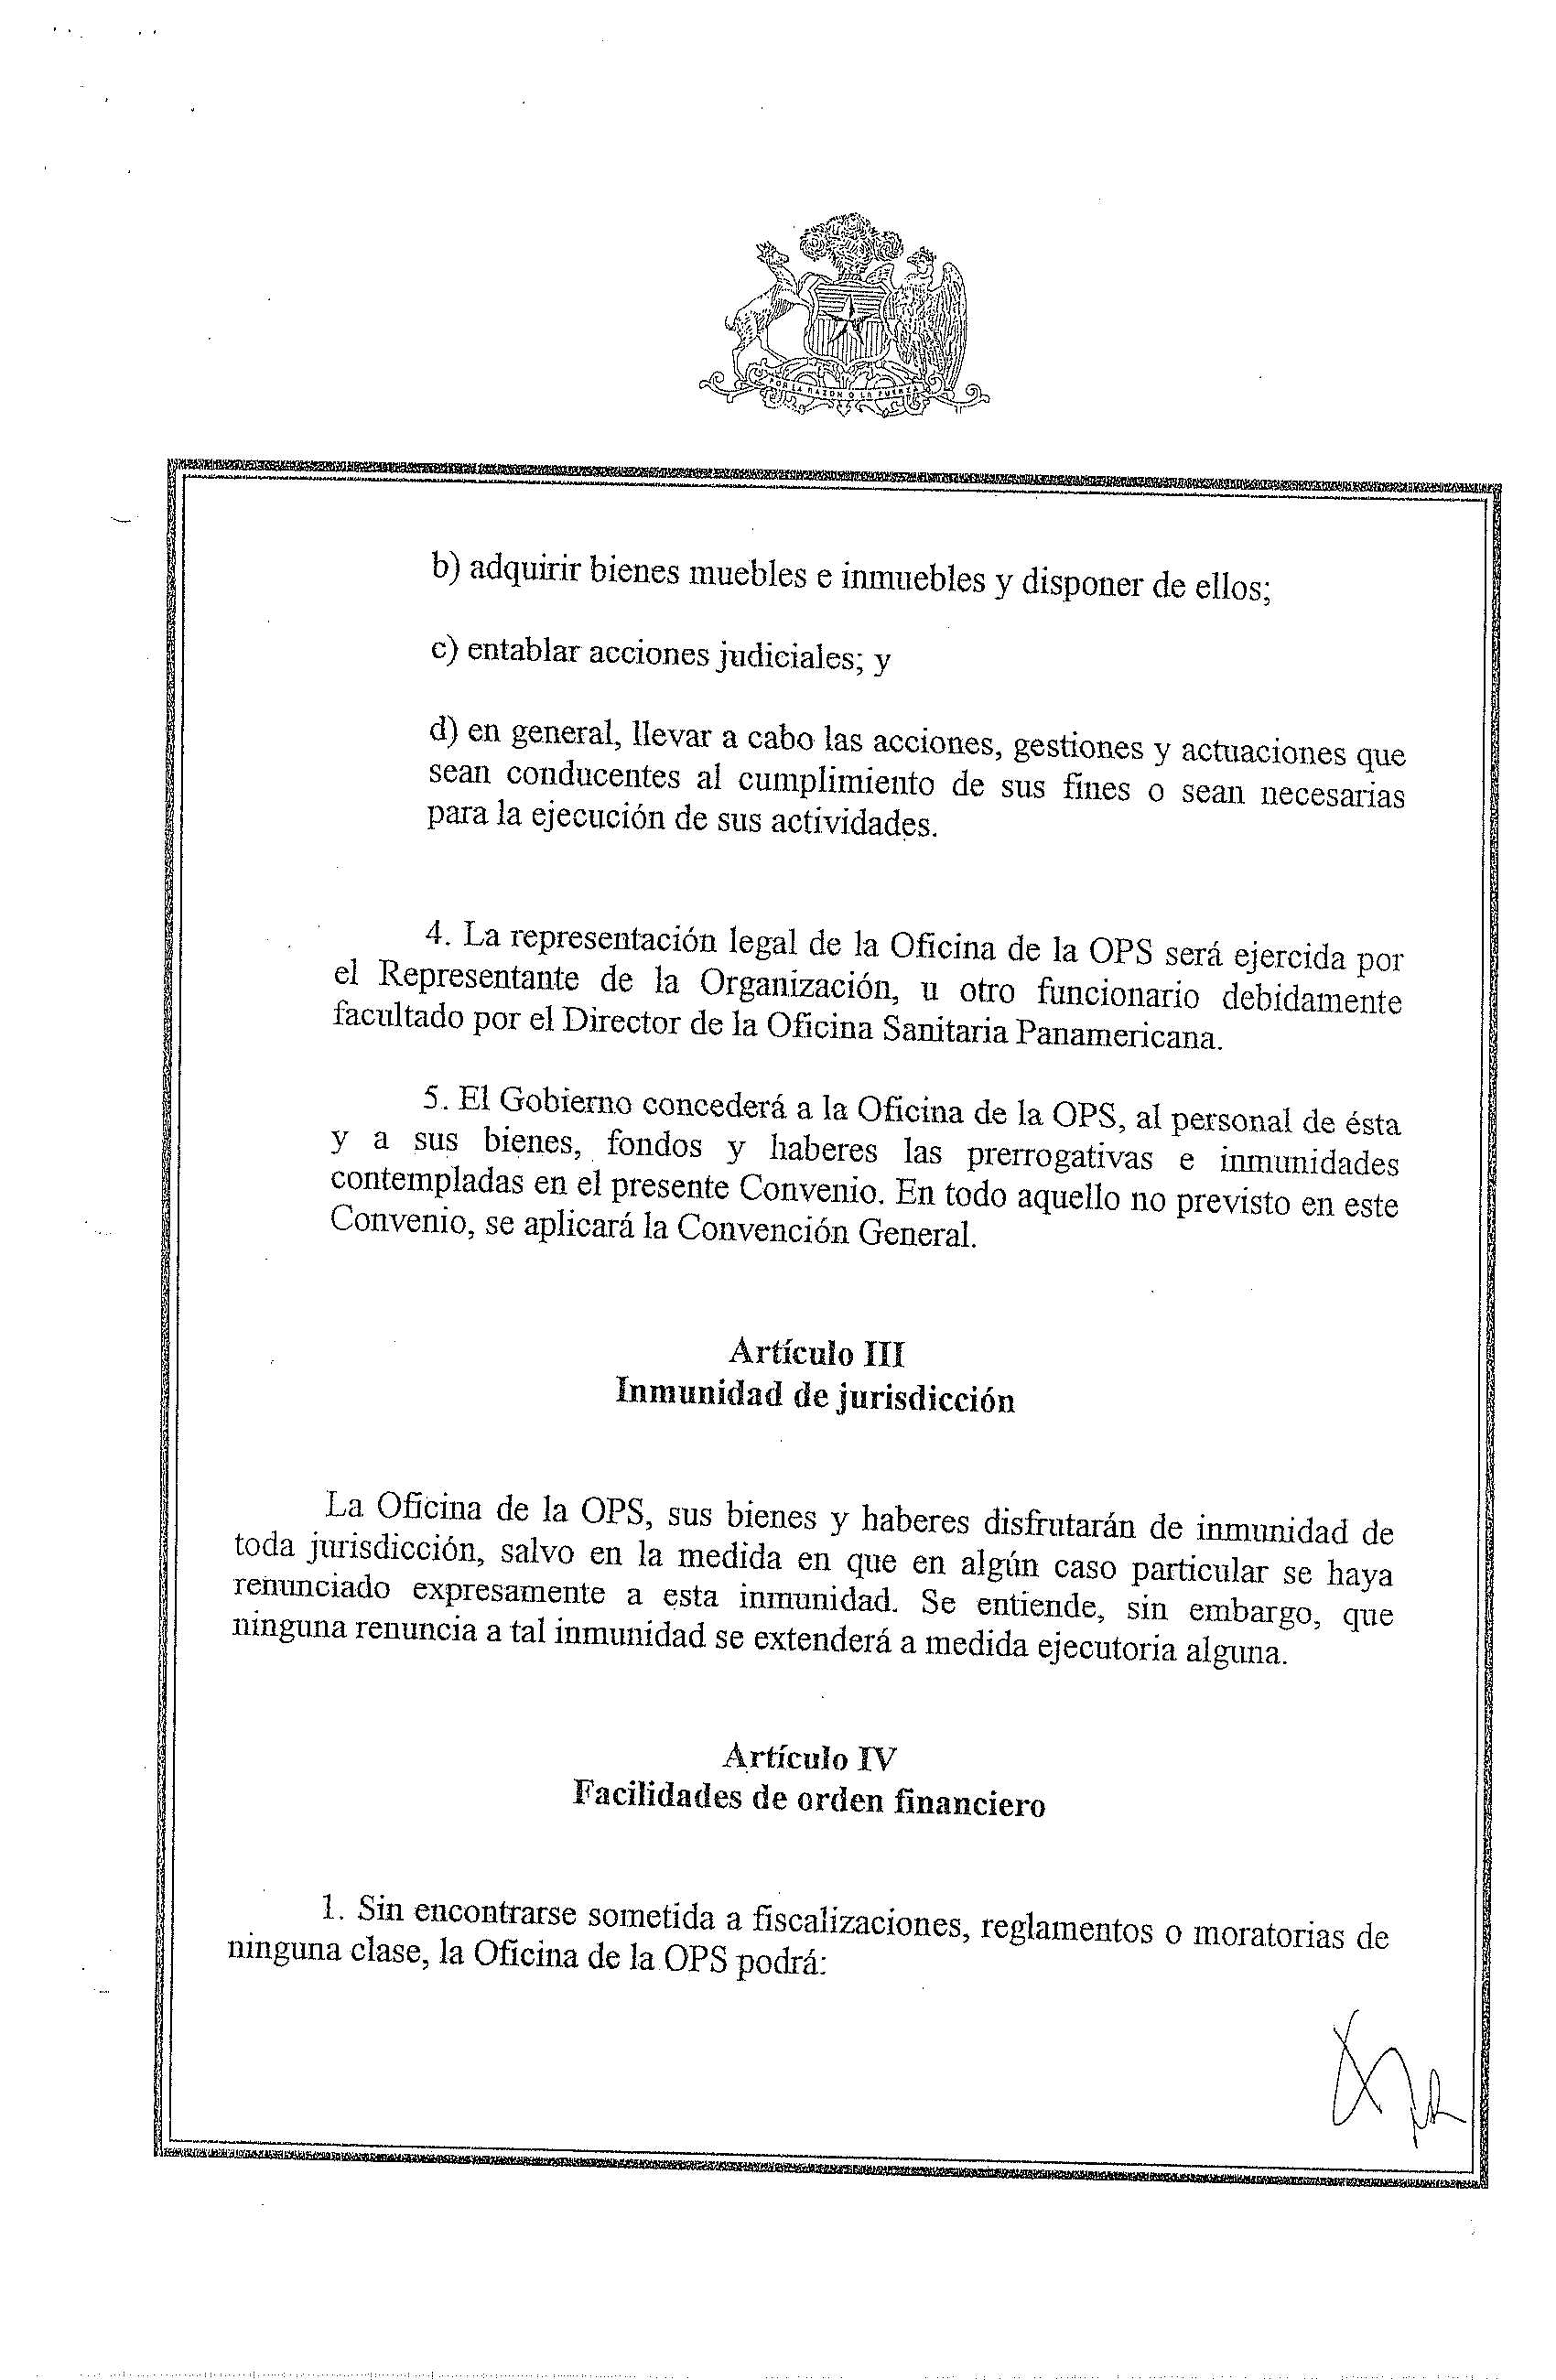 POR LA RAZON O LA FUERZA
b) adquirir bienes muebles e inmuebles y disponer de ellos;
c) entablar acciones judiciales; y
d) en general, llevar a cabo las acciones, gestiones y actuaciones que
sean conducentes al cumplimiento de sus fines o sean necesarias
para la ejecución de sus actividades.
4. La representación legal de la Oficina de la OPS será ejercida por
el Representante de la Organización, u otro funcionario debidamente
facultado por el Director de la Oficina Sanitaria Panamericana.
5. El Gobierno concederá a la Oficina de la OPS, al personal de ésta
y a sus bienes, fondos y haberes las prerrogativas e inmunidades
contempladas en el presente Convenio. En todo aquello no previsto en este
Convenio, se aplicará la Convención General.
Artículo III
Inmunidad de jurisdicción
La Oficina de la OPS, sus bienes y haberes disfrutarán de inmunidad de
toda jurisdicción, salvo en la medida en que en algún caso particular se haya
renunciado expresamente a esta inmunidad. Se entiende, sin embargo, que
ninguna renuncia a tal inmunidad se extenderá a medida ejecutoria alguna.
Artículo IV
Facilidades de orden financiero
1. Sin encontrarse sometida a fiscalizaciones, reglamentos o moratorias de
ninguna clase, la Oficina de la OPS podrá: